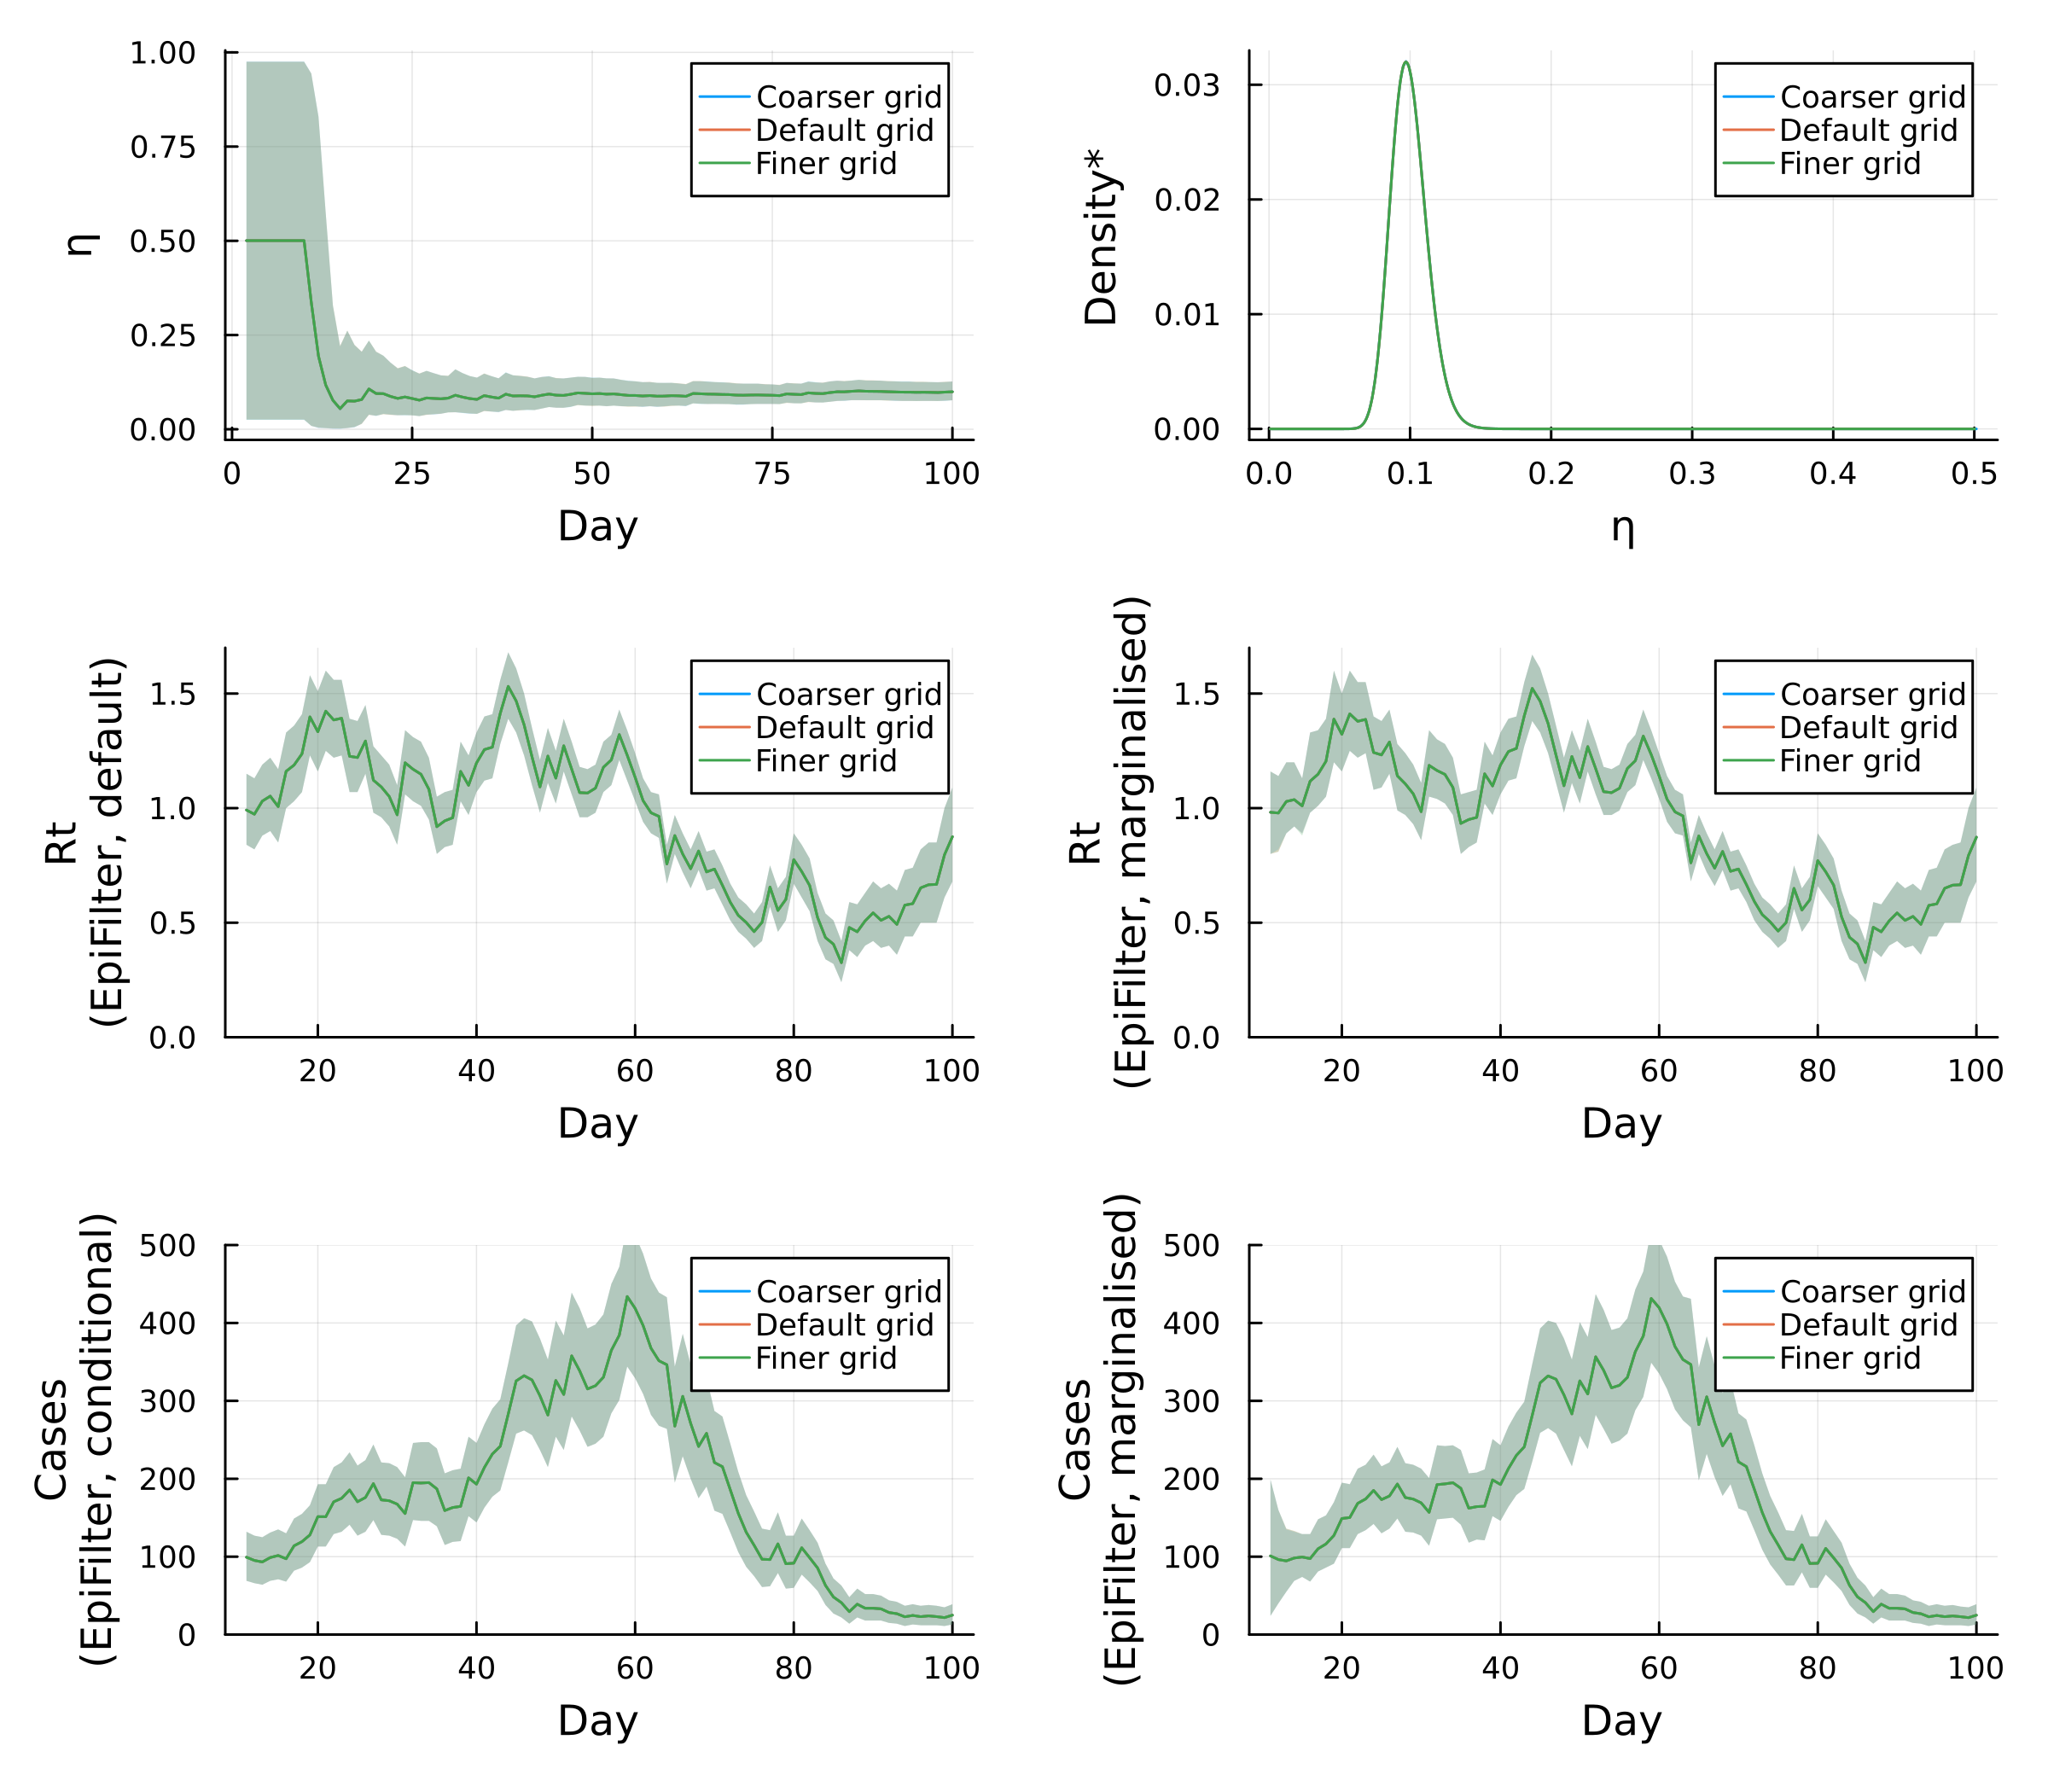 1.00
0.75
0.50
0.25
0.00
η
0
25
50
75
100
Day
Coarser grid
Default grid
Finer grid
0.03
0.02
0.01
0.00
Density*
0.0
0.1
0.2
0.3
0.4
0.5
η
Coarser grid
Default grid
Finer grid
1.5
1.0
0.5
0.0
Rt
(EpiFilter, default)
20
40
60
80
100
Day
Coarser grid
Default grid
Finer grid
1.5
1.0
0.5
0.0
Rt
(EpiFilter, marginalised)
20
40
60
80
100
Day
Coarser grid
Default grid
Finer grid
500
400
300
200
100
0
Cases
(EpiFilter, conditional)
20
40
60
80
100
Day
Coarser grid
Default grid
Finer grid
500
400
300
200
100
0
Cases
(EpiFilter, marginalised)
20
40
60
80
100
Day
Coarser grid
Default grid
Finer grid